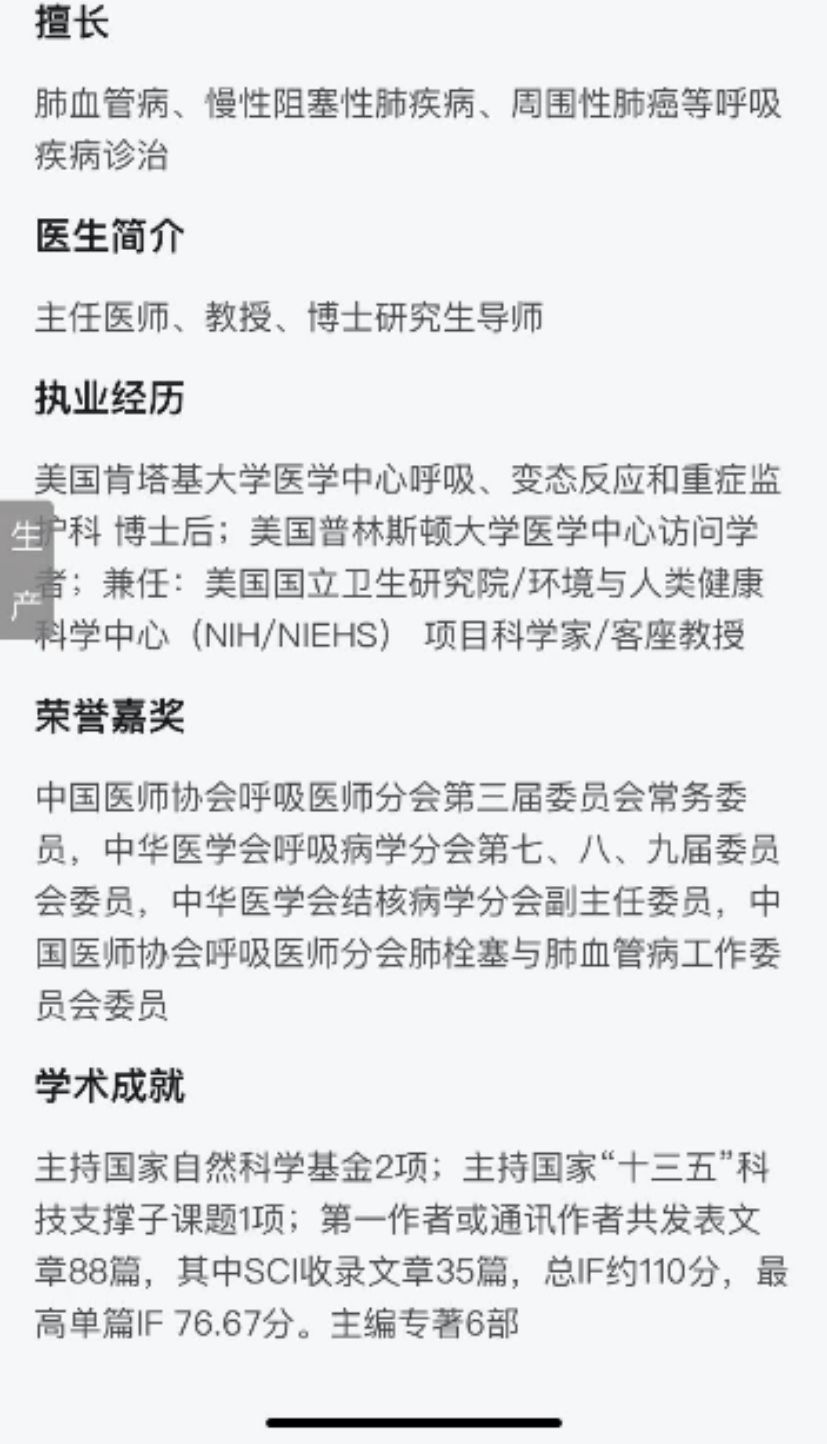 擅长
肺血管病、慢性阻塞性肺疾病、周围性肺癌等呼吸
疾病诊治
医生简介
主任医师、教授、博士研究生导师
执业经历
美国肯塔基大学医学中心呼吸、变态反应和重症监
护科 博士后；美国普林斯顿大学医学中心访问学
者；兼任：美国国立卫生研究院/环境与人类健康
科学中心（NIH/NIEHS） 项目科学家/客座教授
生
产
荣誉嘉奖
中国医师协会呼吸医师分会第三届委员会常务委
员，中华医学会呼吸病学分会第七、八、九届委员
会委员，中华医学会结核病学分会副主任委员，中
国医师协会呼吸医师分会肺栓塞与肺血管病工作委
员会委员
学术成就
主持国家自然科学基金2项；主持国家“十三五”科
技支撑子课题1项；第一作者或通讯作者共发表文
章88篇，其中SCI收录文章35篇，总IF约110分，最
高单篇IF 76.67分。主编专著6部